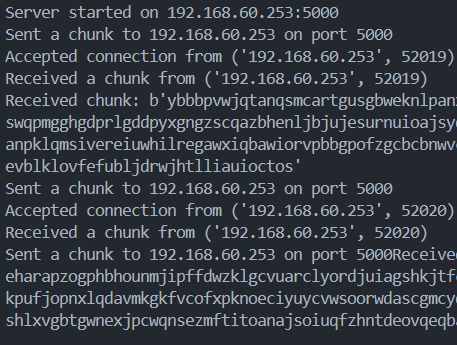 Server started on 192.168.60.253:5000
Sent a chunk to 192.168.60.253 on port 5000
Accepted connection from ('192.168.60.253', 52019)
Received a chunk from ('192.168.60.253', 52019)
Received chunk: b'ybbbpvwjqtanqsmcartgusgbweknlpan
swqpmgghgdprlgddpyxgngzscqazbhenljbjujesurnuioajsy
anpklqmsivereiuwhilregawxiqbawiorvpbbgpofzgcbcbnwv
evblklovfefubljdrwjhtlliauioctos'
Sent a chunk to 192.168.60.253 on port 5000
Accepted connection from ('192.168.60.253', 52020)
Received a chunk from ('192.168.60.253', 52020)
Sent a chunk to 192.168.60.253 on port 5000Receive
eharapzogphbhounmjipffdwzklgcvuarclyordjuiagshkjtf
kpufjopnxlqdavmkgkfvcofxpknoeciyuycvwsoorwdascgmcy
shlxvgbtgwnexjpcwqnsezmftitoanajsoiuqfzhntdeovqeqb